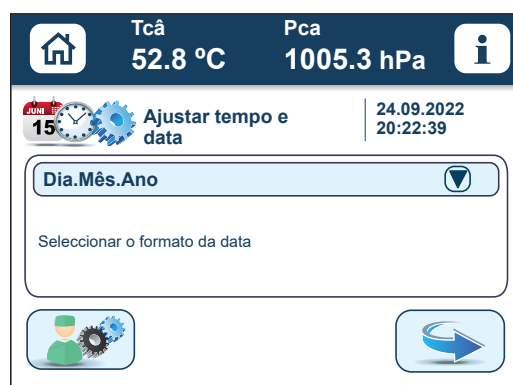 Tcâ
52.8 ºC
Pca
1005.3 hPa
i
JUNI
15
Ajustar tempo e
data
24.09.2022
20:22:39
Dia.Mês.Ano
Seleccionar o formato da data